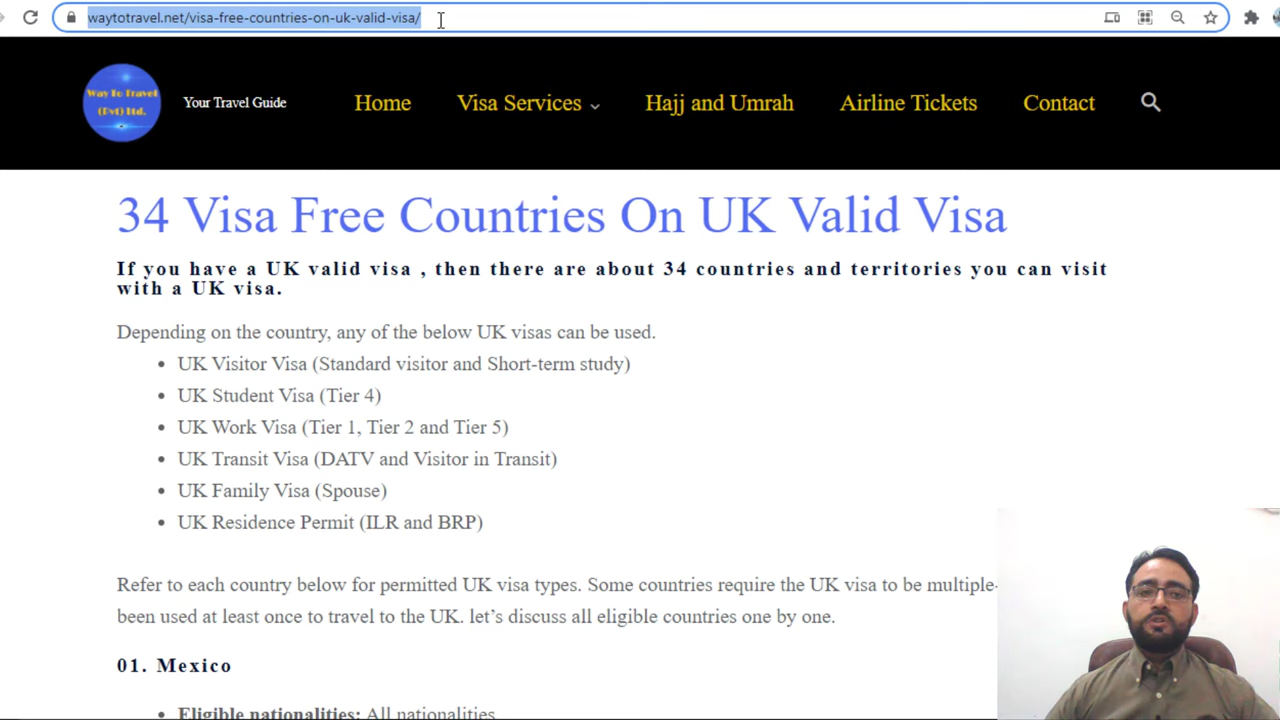 waytotravel.net/visa-free-countries-on-uk-valid-visa/
Way To Travel
(Pvt) Ltd.
Your Travel Guide
Home
Visa Services
Hajj and Umrah
Airline Tickets
Contact
34 Visa Free Countries On UK Valid Visa
If you have a UK valid visa , then there are about 34 countries and territories you can visit
with a UK visa.
Depending on the country, any of the below UK visas can be used.
• UK Visitor Visa (Standard visitor and Short-term study)
• UK Student Visa (Tier 4)
• UK Work Visa (Tier 1, Tier 2 and Tier 5)
• UK Transit Visa (DATV and Visitor in Transit)
• UK Family Visa (Spouse)
• UK Residence Permit (ILR and BRP)
Refer to each country below for permitted UK visa types. Some countries require the UK visa to be multiple-
been used at least once to travel to the UK. let’s discuss all eligible countries one by one.
01. Mexico
• Eligible nationalities: All nationalities